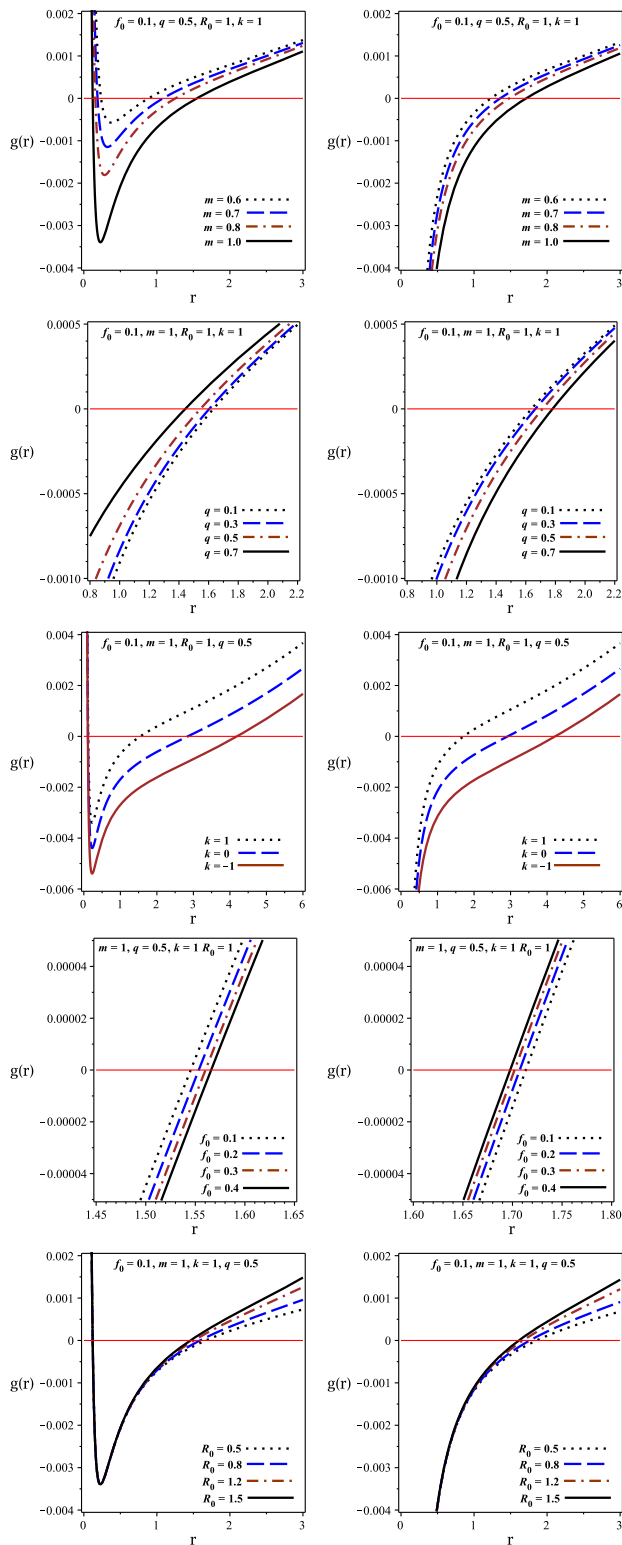 f₀ = 0.1, q = 0.5, R₀ = 1, k = 1
0.002
0.001
0
−0.001
−0.002
−0.003
−0.004
g(r)
m = 0.6
m = 0.7
m = 0.8
m = 1.0
0 1 2 3
r
f₀ = 0.1, q = 0.5, R₀ = 1, k = 1
0.002
0.001
0
−0.001
−0.002
−0.003
−0.004
g(r)
m = 0.6
m = 0.7
m = 0.8
m = 1.0
0 1 2 3
r
f₀ = 0.1, m = 1, R₀ = 1, k = 1
0.0005
0
−0.0005
−0.0010
g(r)
q = 0.1
q = 0.3
q = 0.5
q = 0.7
0.8 1.0 1.2 1.4 1.6 1.8 2.0 2.2
r
f₀ = 0.1, m = 1, R₀ = 1, k = 1
0.0005
0
−0.0005
−0.0010
g(r)
q = 0.1
q = 0.3
q = 0.5
q = 0.7
0.8 1.0 1.2 1.4 1.6 1.8 2.0 2.2
r
f₀ = 0.1, m = 1, R₀ = 1, q = 0.5
0.004
0.002
0
−0.002
−0.004
−0.006
g(r)
k = 1
k = 0
k = −1
0 1 2 3 4 5 6
r
f₀ = 0.1, m = 1, R₀ = 1, q = 0.5
0.004
0.002
0
−0.002
−0.004
−0.006
g(r)
k = 1
k = 0
k = −1
0 1 2 3 4 5 6
r
m = 1, q = 0.5, k = 1 R₀ = 1
0.00004
0.00002
0
−0.00002
−0.00004
g(r)
f₀ = 0.1
f₀ = 0.2
f₀ = 0.3
f₀ = 0.4
1.45 1.50 1.55 1.60 1.65
r
m = 1, q = 0.5, k = 1 R₀ = 1
0.00004
0.00002
0
−0.00002
−0.00004
g(r)
f₀ = 0.1
f₀ = 0.2
f₀ = 0.3
f₀ = 0.4
1.60 1.65 1.70 1.75 1.80
r
f₀ = 0.1, m = 1, k = 1, q = 0.5
0.002
0.001
0
−0.001
−0.002
−0.003
−0.004
g(r)
R₀ = 0.5
R₀ = 0.8
R₀ = 1.2
R₀ = 1.5
0 1 2 3
r
f₀ = 0.1, m = 1, k = 1, q = 0.5
0.002
0.001
0
−0.001
−0.002
−0.003
−0.004
g(r)
R₀ = 0.5
R₀ = 0.8
R₀ = 1.2
R₀ = 1.5
0 1 2 3
r